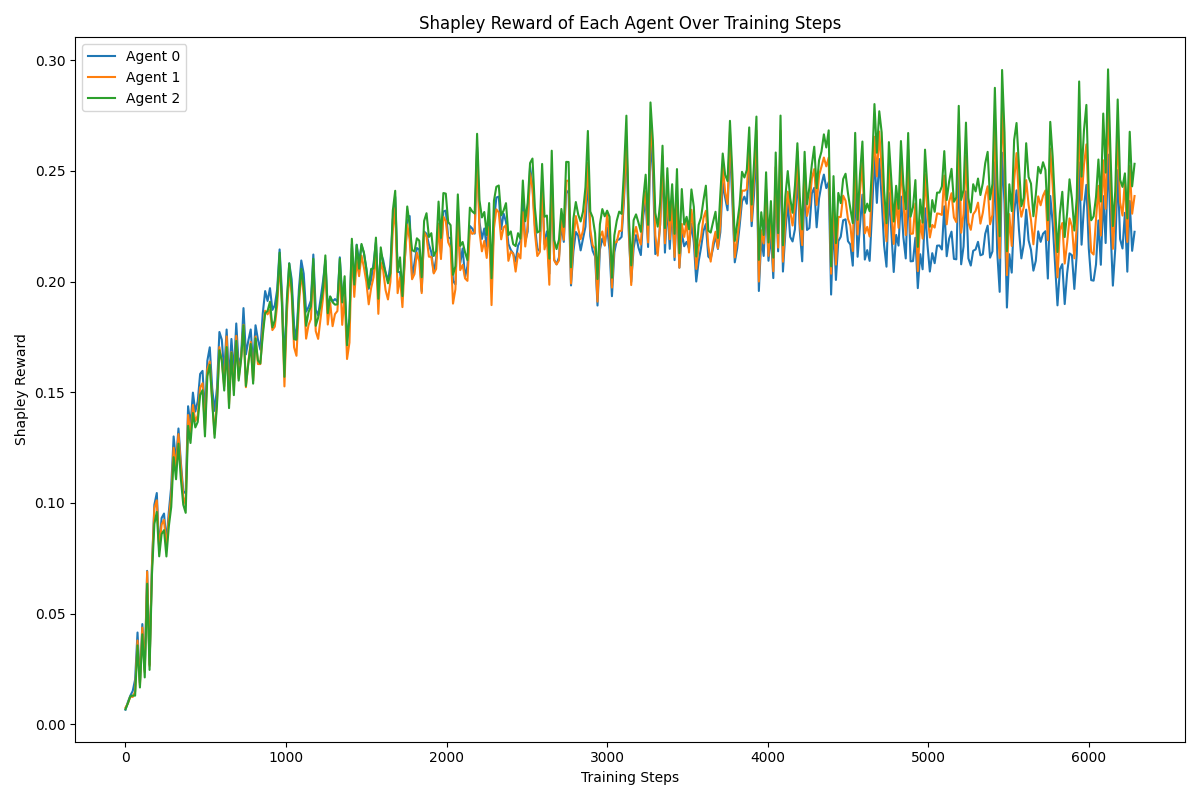 Shapley Reward of Each Agent Over Training Steps
Agent 0
Agent 1
Agent 2
0.30
0.25
0.20
0.15
0.10
0.05
0.00
Shapley Reward
0 1000 2000 3000 4000 5000 6000
Training Steps